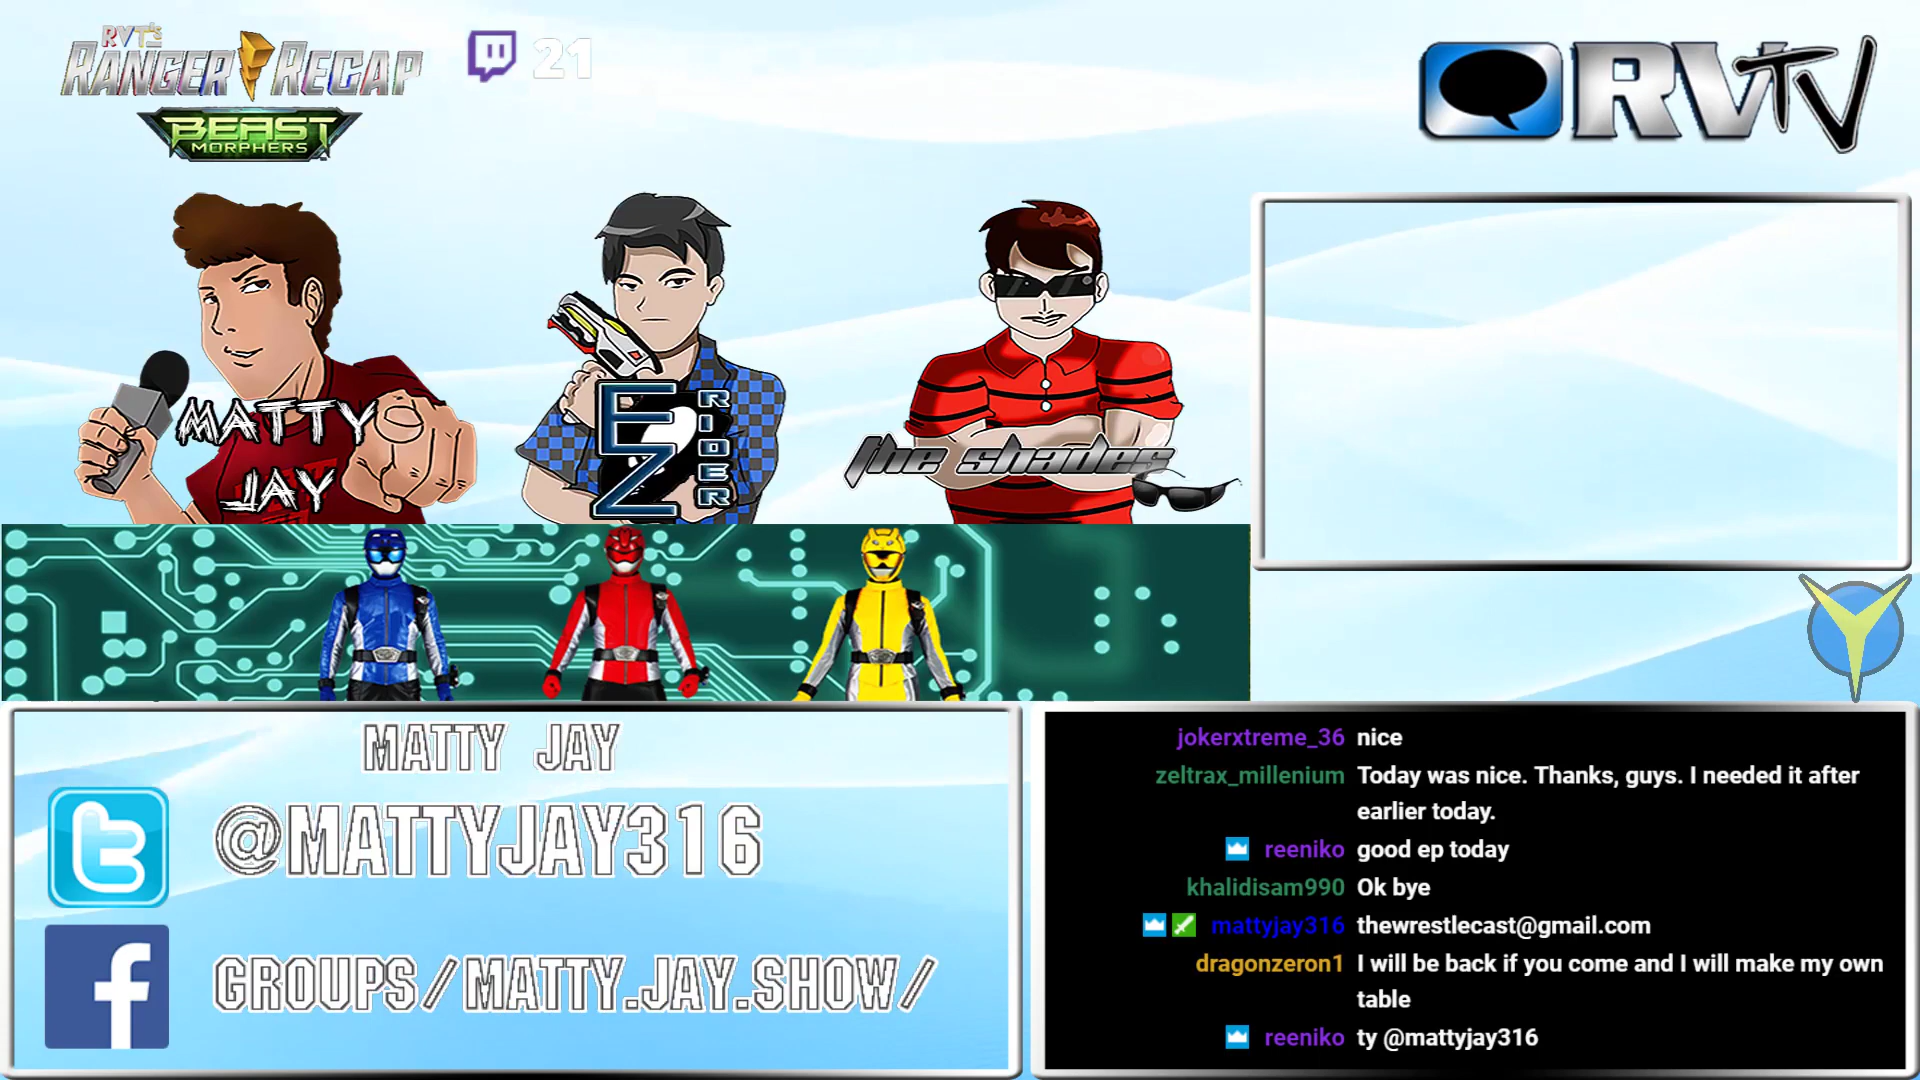 RVT's
RANGER RECAP
BEAST
MORPHERS
21
RVTV
MATTY
JAY
EZ
RIDER
the shades
MATTY JAY
@MATTYJAY316
GROUPS/MATTY.JAY.SHOW/
jokerxtreme_36 nice
zeltrax_millenium Today was nice. Thanks, guys. I needed it after
earlier today.
reeniko good ep today
khalidisam990 Ok bye
mattyjay316 thewrestlecast@gmail.com
dragonzeron1 I will be back if you come and I will make my own
table
reeniko ty @mattyjay316